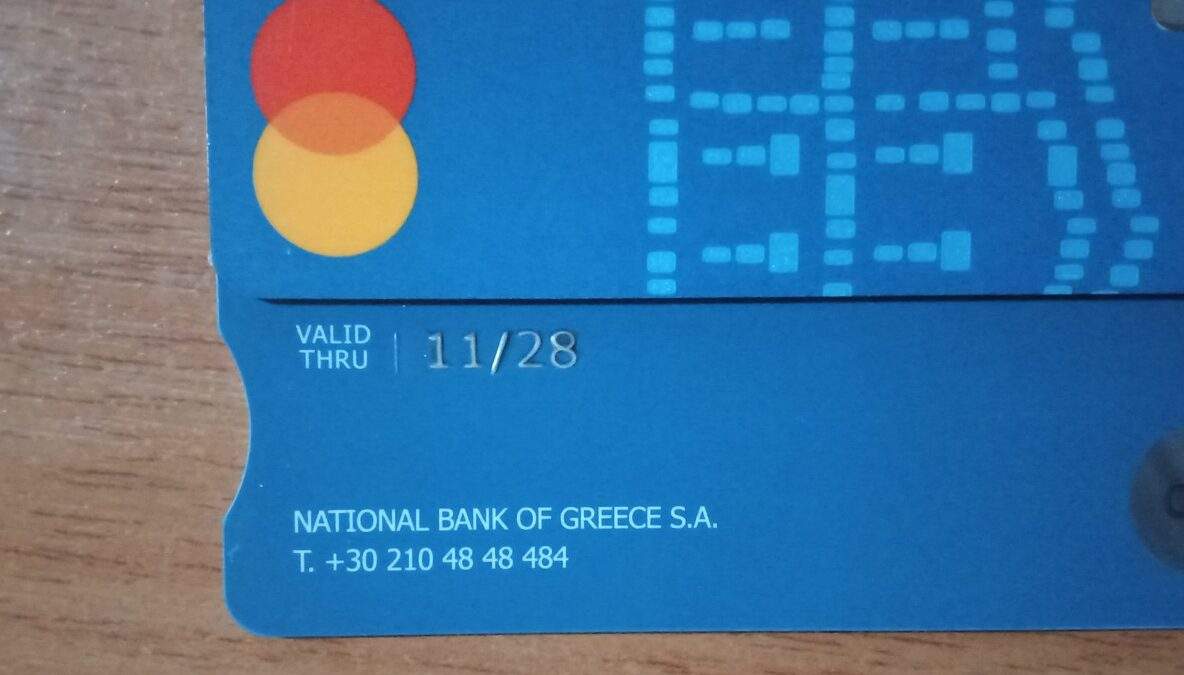 VALID
THRU
11/28
NATIONAL BANK OF GREECE S.A.
T. +30 210 48 48 484